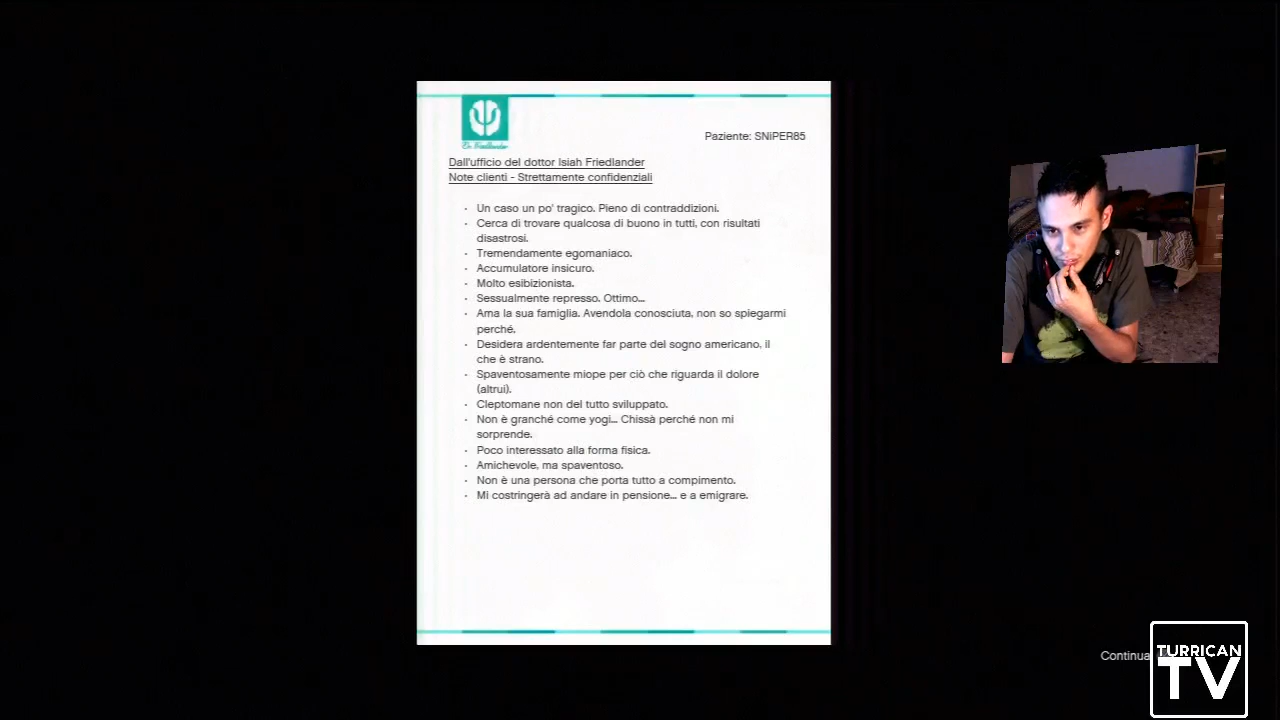 Dr. Friedlander
Paziente: SNiPER85
Dall'ufficio del dottor Isiah Friedlander
Note clienti - Strettamente confidenziali
· Un caso un po' tragico. Pieno di contraddizioni.
· Cerca di trovare qualcosa di buono in tutti, con risultati
disastrosi.
· Tremendamente egomaniaco.
· Accumulatore insicuro.
· Molto esibizionista.
· Sessualmente represso. Ottimo...
· Ama la sua famiglia. Avendola conosciuta, non so spiegarmi
perché.
· Desidera ardentemente far parte del sogno americano, il
che è strano.
· Spaventosamente miope per ciò che riguarda il dolore
(altrui).
· Cleptomane non del tutto sviluppato.
· Non è granché come yogi... Chissà perché non mi
sorprende.
· Poco interessato alla forma fisica.
· Amichevole, ma spaventoso.
· Non è una persona che porta tutto a compimento.
· Mi costringerà ad andare in pensione... e a emigrare.
Continua
TURRICAN
TV